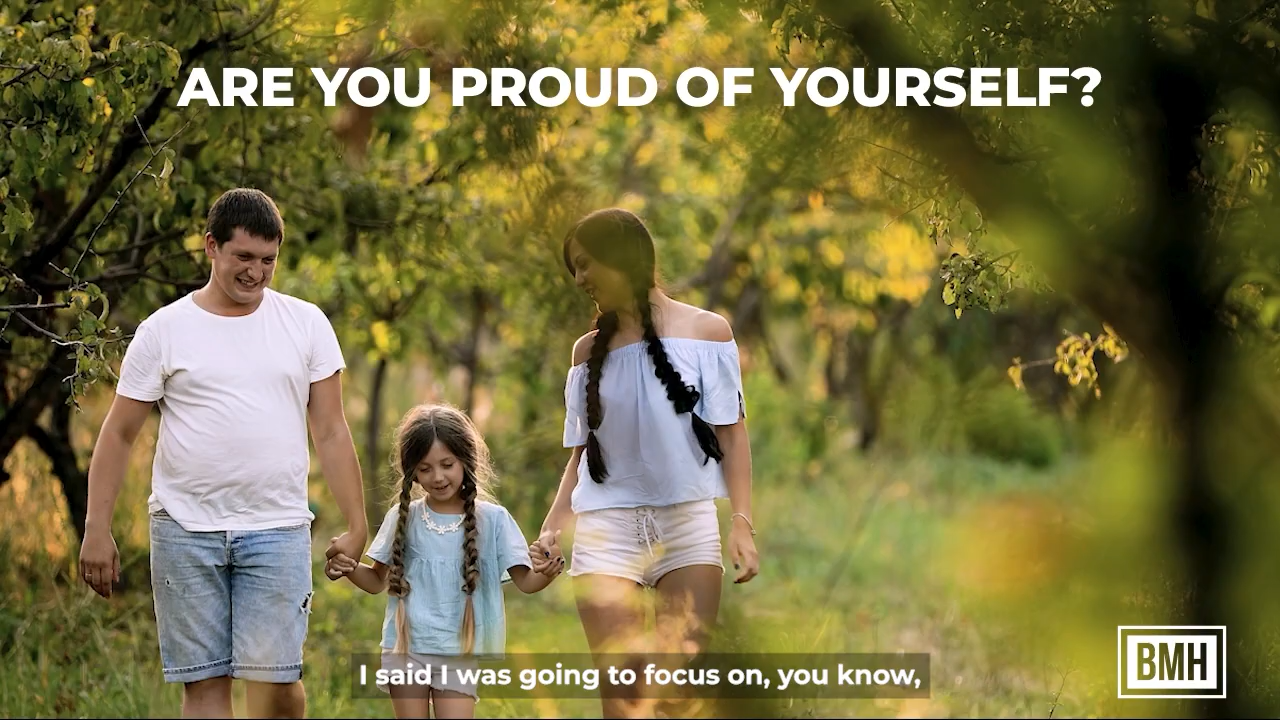 ARE YOU PROUD OF YOURSELF?
I said I was going to focus on, you know,
BMH